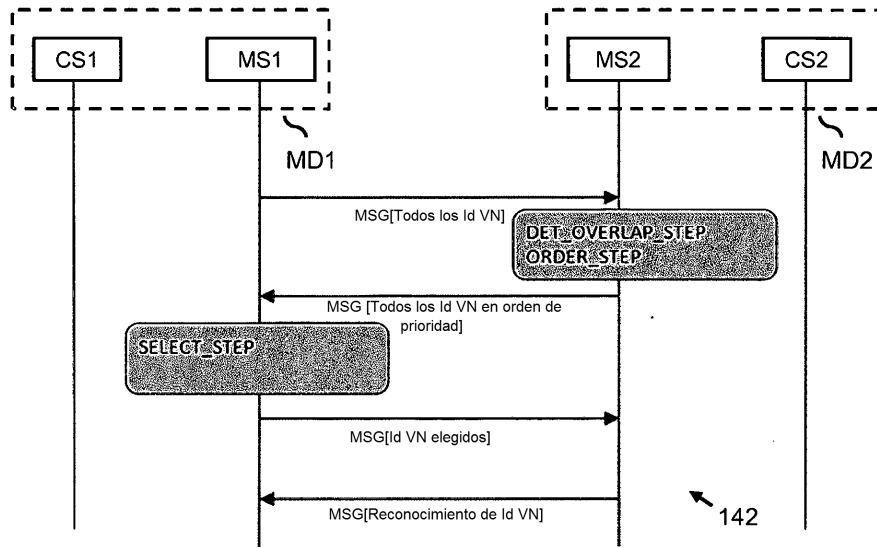 CS1
MS1
MS2
CS2
MD1
MD2
MSG[Todos los Id VN]
DET_OVERLAP_STEP
ORDER_STEP
MSG [Todos los Id VN en orden de
prioridad]
SELECT_STEP
MSG[Id VN elegidos]
MSG[Reconocimiento de Id VN]
142